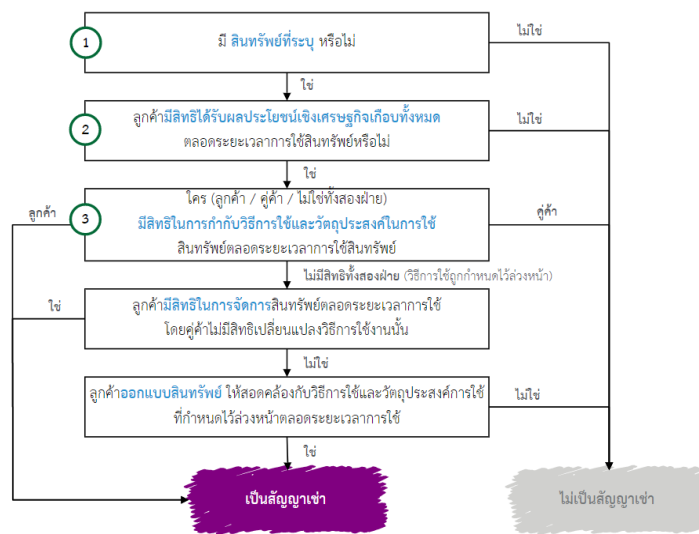 1
มี สินทรัพย์ที่ระบุ หรือไม่
ไม่ใช่
ใช่
2
ลูกค้ามีสิทธิได้รับผลประโยชน์เชิงเศรษฐกิจเกือบทั้งหมด
ตลอดระยะเวลาการใช้สินทรัพย์หรือไม่
ไม่ใช่
ใช่
3
ใคร (ลูกค้า / คู่ค้า / ไม่ใช่ทั้งสองฝ่าย)
มีสิทธิในการกำกับวิธีการใช้และวัตถุประสงค์ในการใช้
สินทรัพย์ตลอดระยะเวลาการใช้สินทรัพย์
ลูกค้า
คู่ค้า
ไม่มีสิทธิทั้งสองฝ่าย (วิธีการใช้ถูกกำหนดไว้ล่วงหน้า)
ลูกค้ามีสิทธิในการจัดการสินทรัพย์ตลอดระยะเวลาการใช้
โดยคู่ค้าไม่มีสิทธิเปลี่ยนแปลงวิธีการใช้งานนั้น
ใช่
ไม่ใช่
ลูกค้าออกแบบสินทรัพย์ ให้สอดคล้องกับวิธีการใช้และวัตถุประสงค์การใช้
ที่กำหนดไว้ล่วงหน้าตลอดระยะเวลาการใช้
ไม่ใช่
ใช่
เป็นสัญญาเช่า
ไม่เป็นสัญญาเช่า